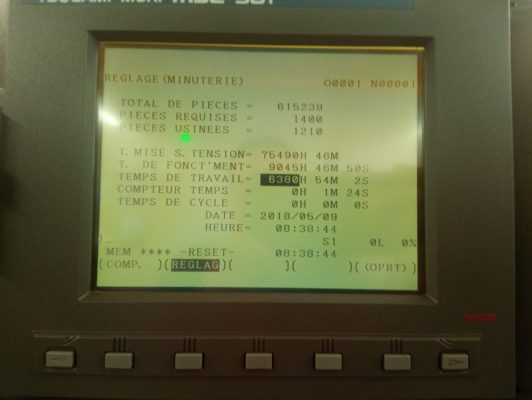 REGLAGE(MINUTERIE) O0001 N00001
TOTAL DE PIECES = 615239
PIECES REQUISES = 1400
PIECES USINEES = 1210
T. MISE S. TENSION= 75490H 46M
T. DE FONCT'MENT= 9045H 46M 50S
TEMPS DE TRAVAIL= 6380H 54M 2S
COMPTEUR TEMPS = 0H 1M 24S
TEMPS DE CYCLE = 0H 0M 0S
DATE = 2018/05/09
HEURE= 08:38:44
)_ S1 0L 0%
MEM **** -RESET- 08:38:44
(COMP. )(REGLAG)( )( )((OPRT)